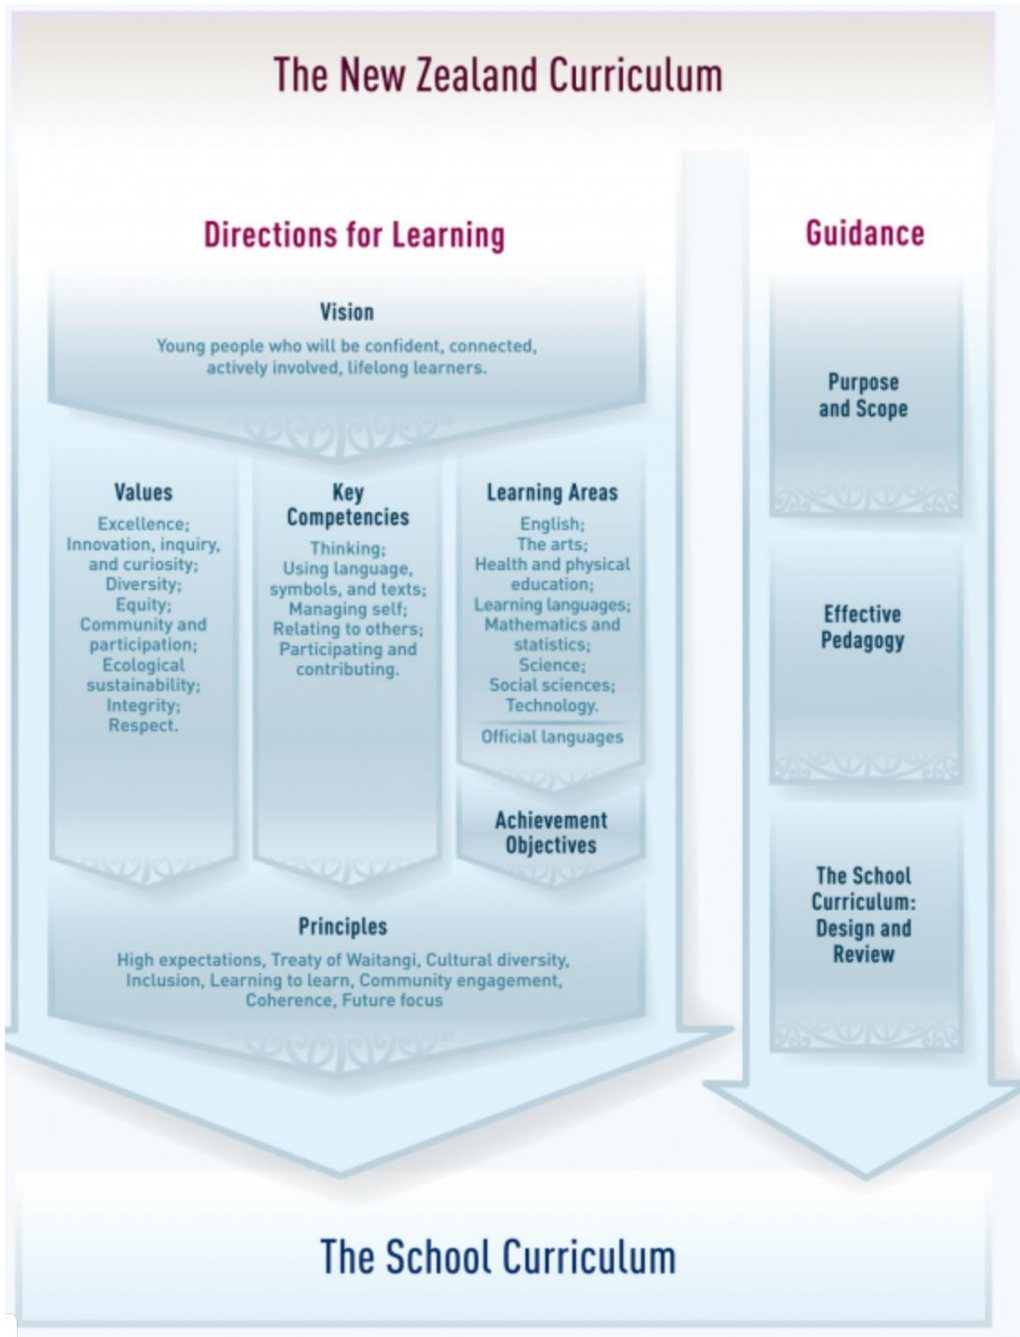 The New Zealand Curriculum
Directions for Learning
Vision
Young people who will be confident, connected,
actively involved, lifelong learners.
Values
Excellence;
Innovation, inquiry,
and curiosity;
Diversity;
Equity;
Community and
participation;
Ecological
sustainability;
Integrity;
Respect.
Key
Competencies
Thinking;
Using language,
symbols, and texts;
Managing self;
Relating to others;
Participating and
contributing.
Learning Areas
English;
The arts;
Health and physical
education;
Learning languages;
Mathematics and
statistics;
Science;
Social sciences;
Technology.
Official languages
Achievement
Objectives
Principles
High expectations, Treaty of Waitangi, Cultural diversity,
Inclusion, Learning to learn, Community engagement,
Coherence, Future focus
Guidance
Purpose
and Scope
Effective
Pedagogy
The School
Curriculum:
Design and
Review
The School Curriculum